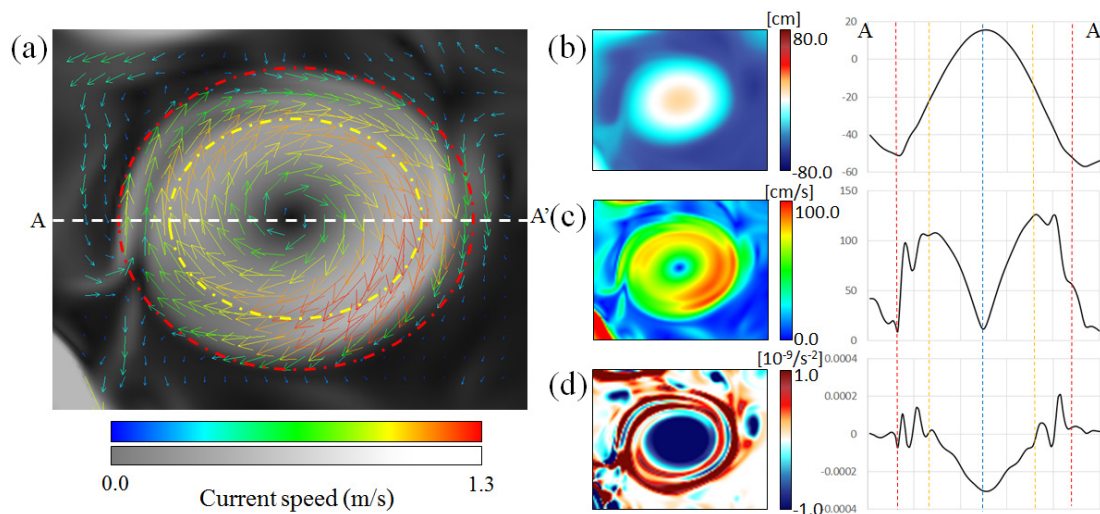 (a)
A
A'
0.0
1.3
Current speed (m/s)
(b)
[cm]
80.0
-80.0
(c)
[cm/s]
100.0
0.0
(d)
[10⁻⁹/s⁻²]
1.0
-1.0
A
A
20
0
-20
-40
-60
150
100
50
0
0.0004
0.0002
0
-0.0002
0.0004